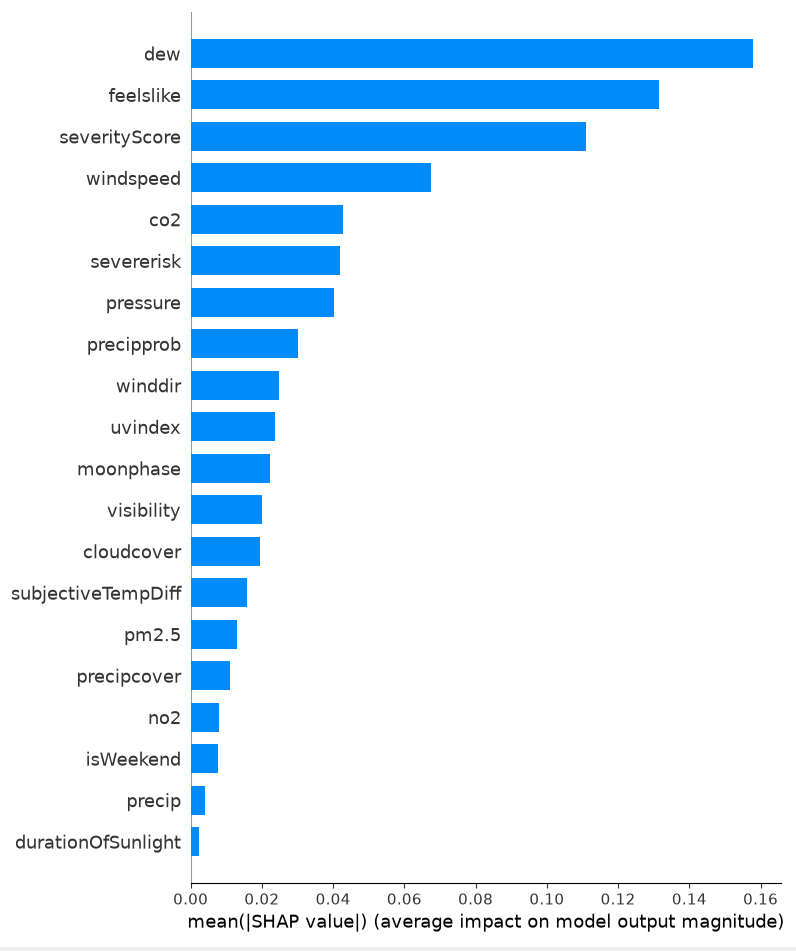 dew
feelslike
severityScore
windspeed
co2
severerisk
pressure
precipprob
winddir
uvindex
moonphase
visibility
cloudcover
subjectiveTempDiff
pm2.5
precipcover
no2
isWeekend
precip
durationOfSunlight
0.00 0.02 0.04 0.06 0.08 0.10 0.12 0.14 0.16
mean(|SHAP value|) (average impact on model output magnitude)